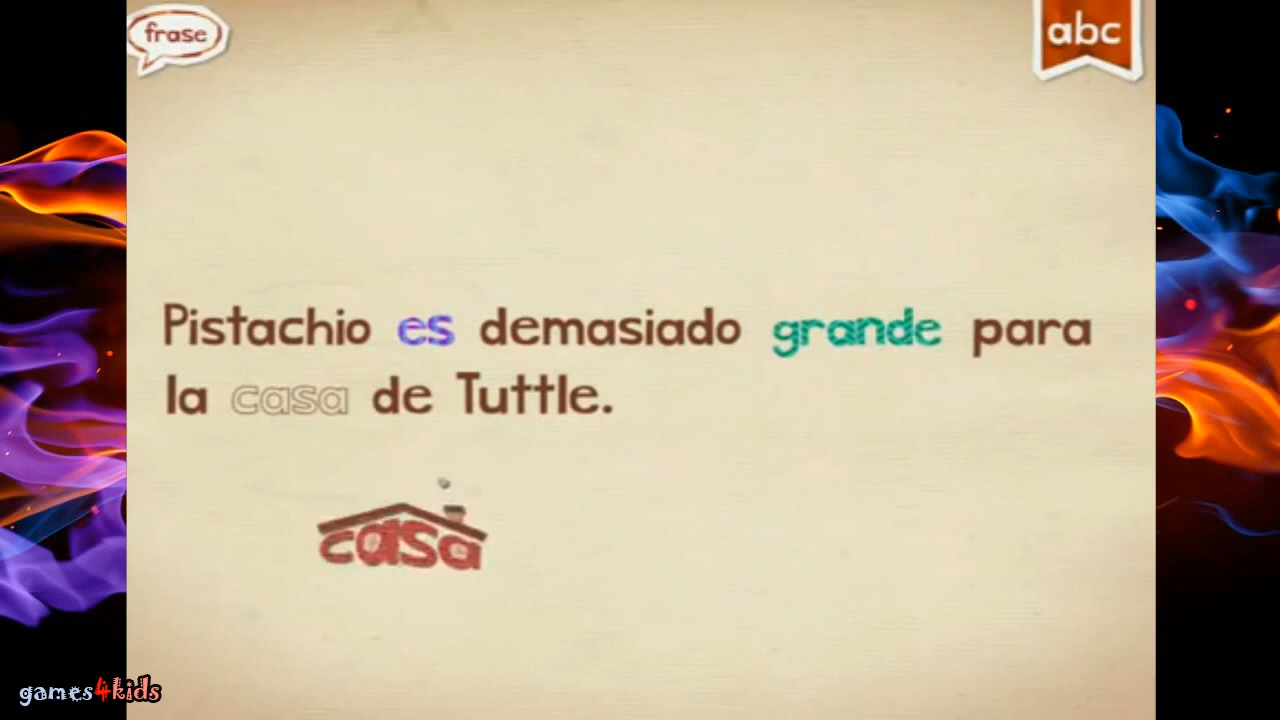 frase
abc
Pistachio es demasiado grande para
la casa de Tuttle.
casa
games4kids